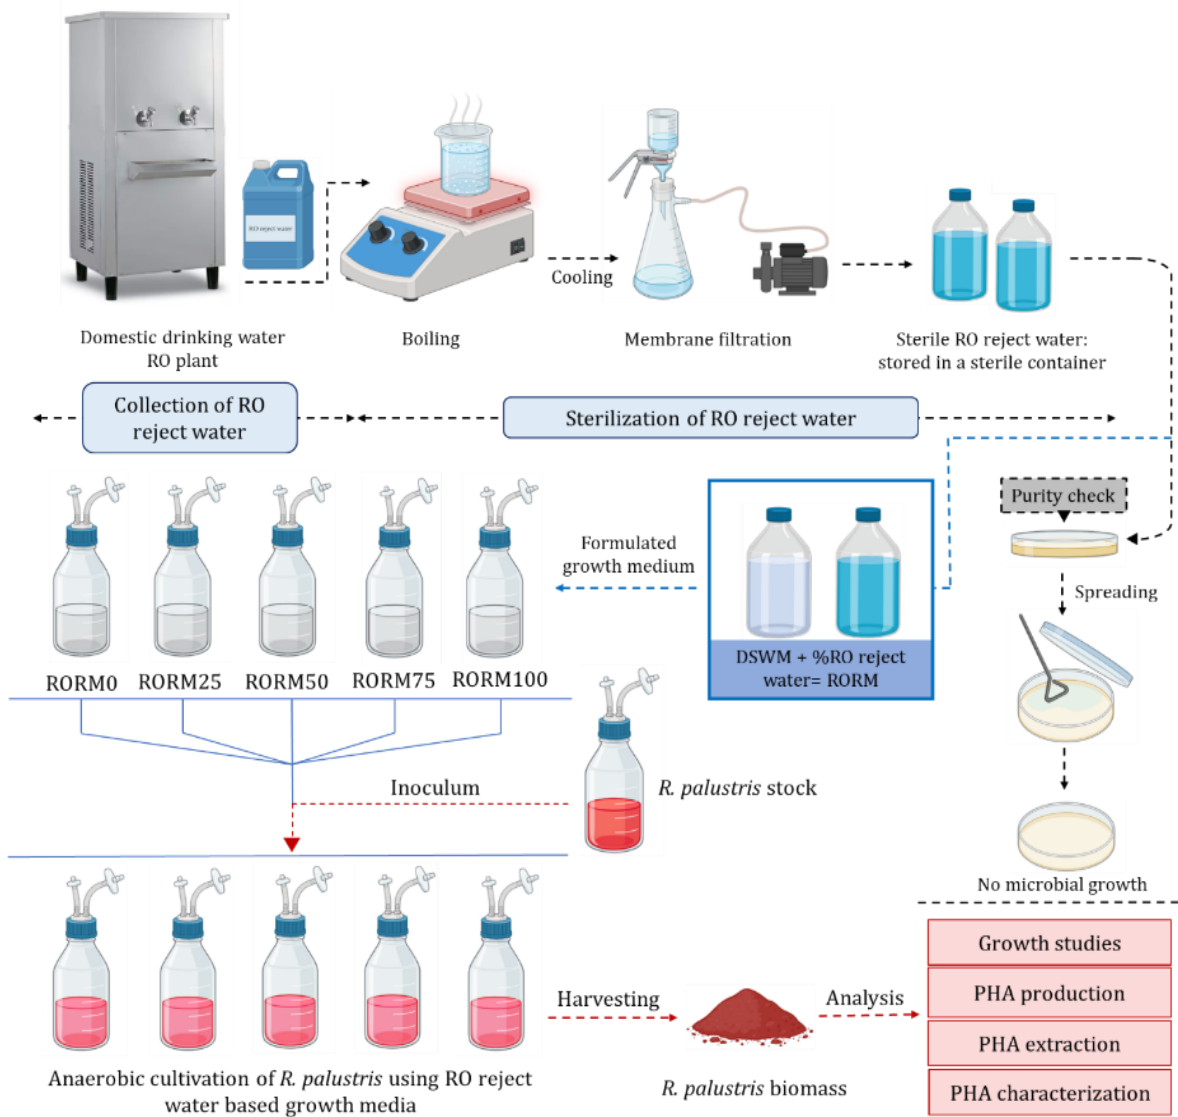 RO reject water
Domestic drinking water
RO plant
Boiling
Cooling
Membrane filtration
Sterile RO reject water:
stored in a sterile container
Collection of RO
reject water
Sterilization of RO reject water
Purity check
Spreading
No microbial growth
Formulated
growth medium
DSWM + %RO reject
water= RORM
RORM0
RORM25
RORM50
RORM75
RORM100
Inoculum
R. palustris stock
Anaerobic cultivation of R. palustris using RO reject
water based growth media
Harvesting
R. palustris biomass
Analysis
Growth studies
PHA production
PHA extraction
PHA characterization